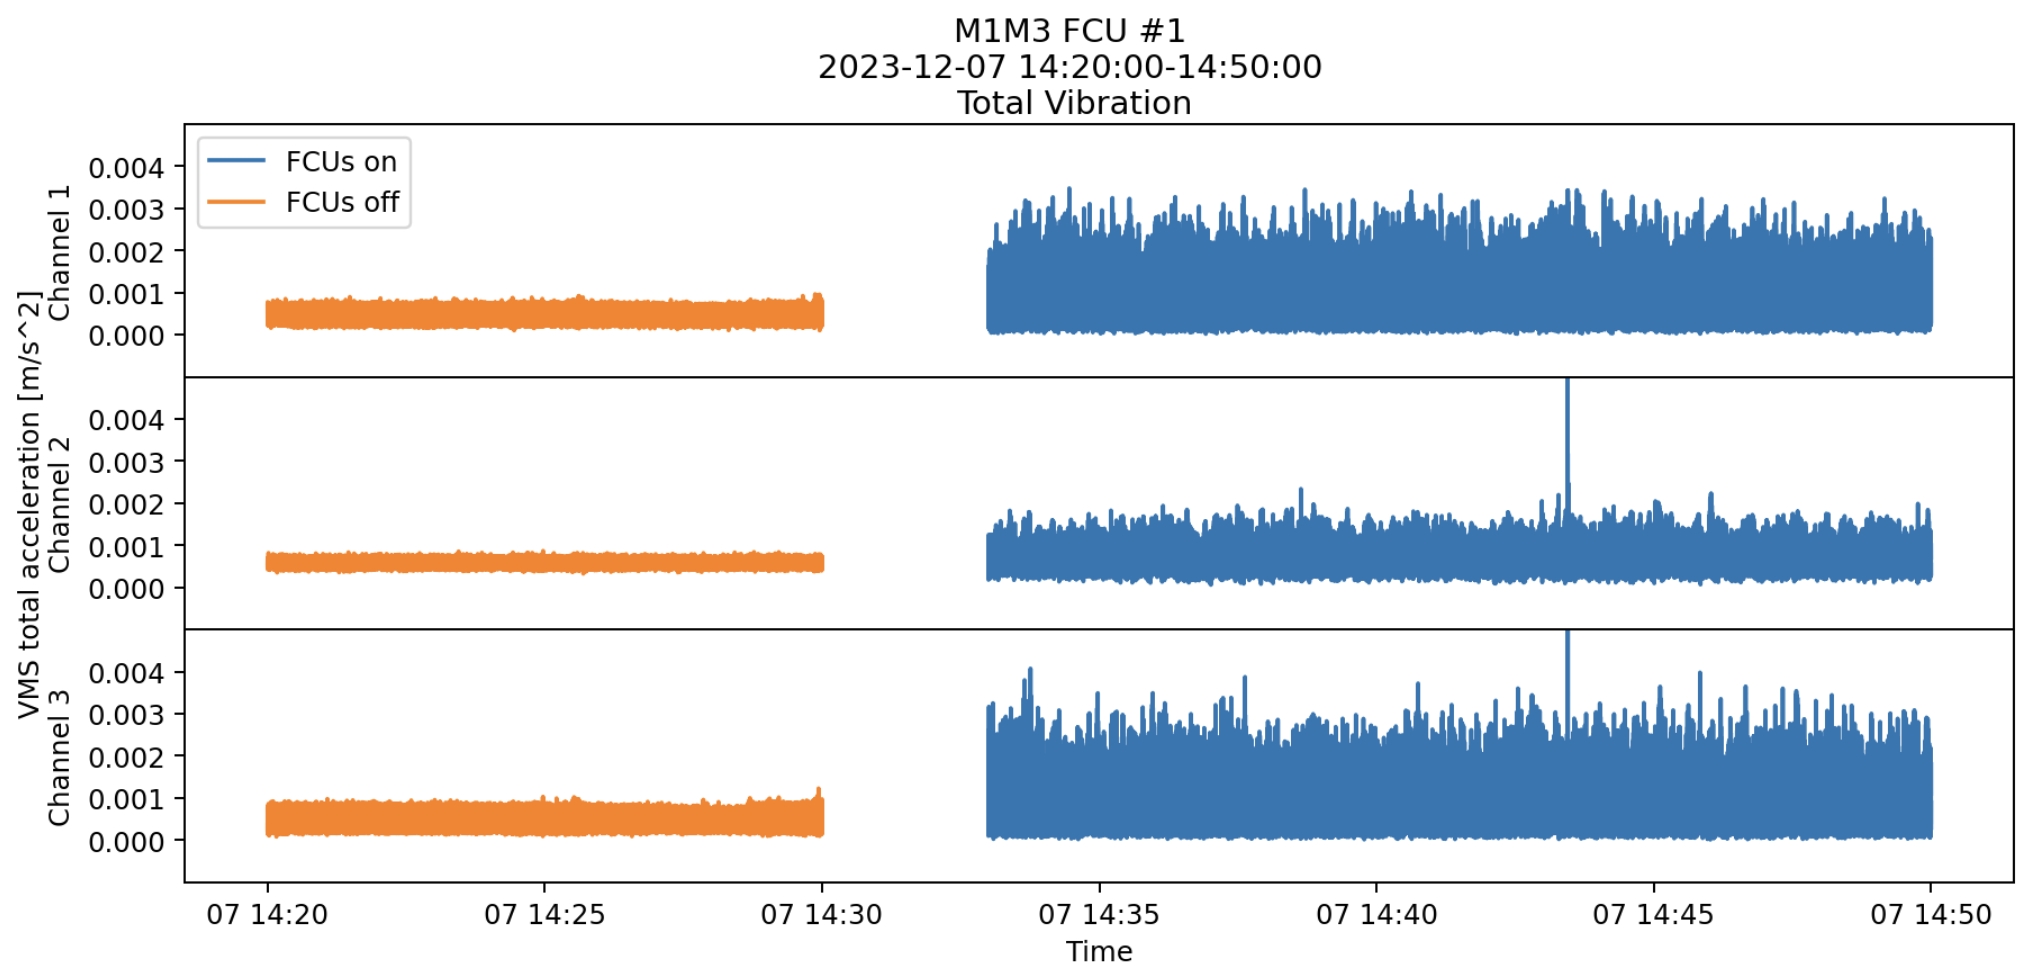 M1M3 FCU #1
2023-12-07 14:20:00-14:50:00
Total Vibration
FCUs on
FCUs off
VMS total acceleration [m/s^2]
Channel 1
0.004
0.003
0.002
0.001
0.000
Channel 2
0.004
0.003
0.002
0.001
0.000
Channel 3
0.004
0.003
0.002
0.001
0.000
07 14:20 07 14:25 07 14:30 07 14:35 07 14:40 07 14:45 07 14:50
Time